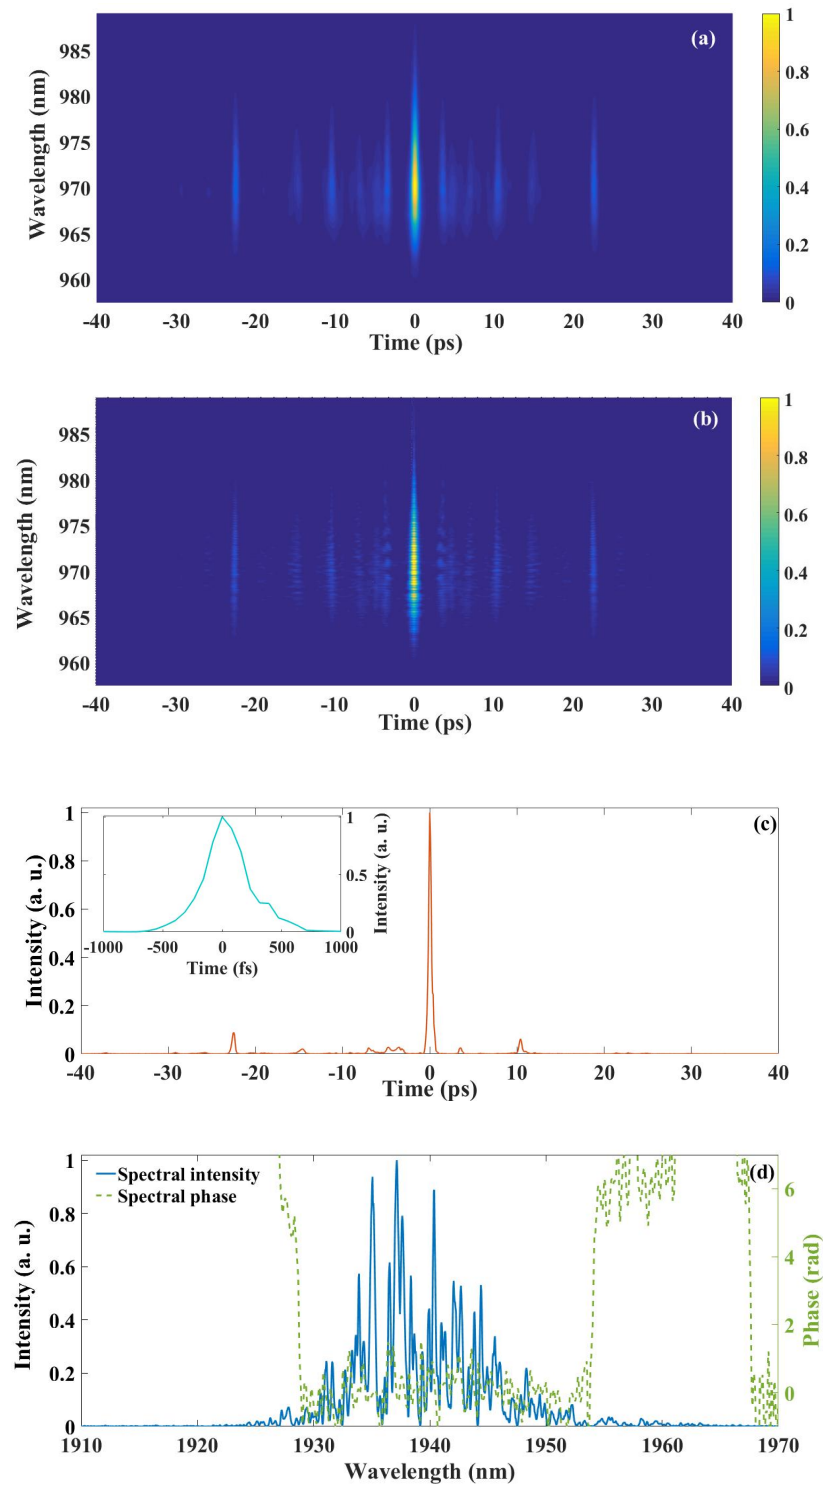 (a)
Wavelength (nm)
985
980
975
970
965
960
-40 -30 -20 -10 0 10 20 30 40
Time (ps)
1
0.8
0.6
0.4
0.2
0
(b)
Wavelength (nm)
985
980
975
970
965
960
-40 -30 -20 -10 0 10 20 30 40
Time (ps)
1
0.8
0.6
0.4
0.2
0
(c)
Intensity (a. u.)
1
0.8
0.6
0.4
0.2
0
-40 -30 -20 -10 0 10 20 30 40
Time (ps)
1
0.5
0
Intensity (a. u.)
-1000 -500 0 500 1000
Time (fs)
(d)
Spectral intensity
Spectral phase
Intensity (a. u.)
1
0.8
0.6
0.4
0.2
0
6
4
2
0
Phase (rad)
1910 1920 1930 1940 1950 1960 1970
Wavelength (nm)